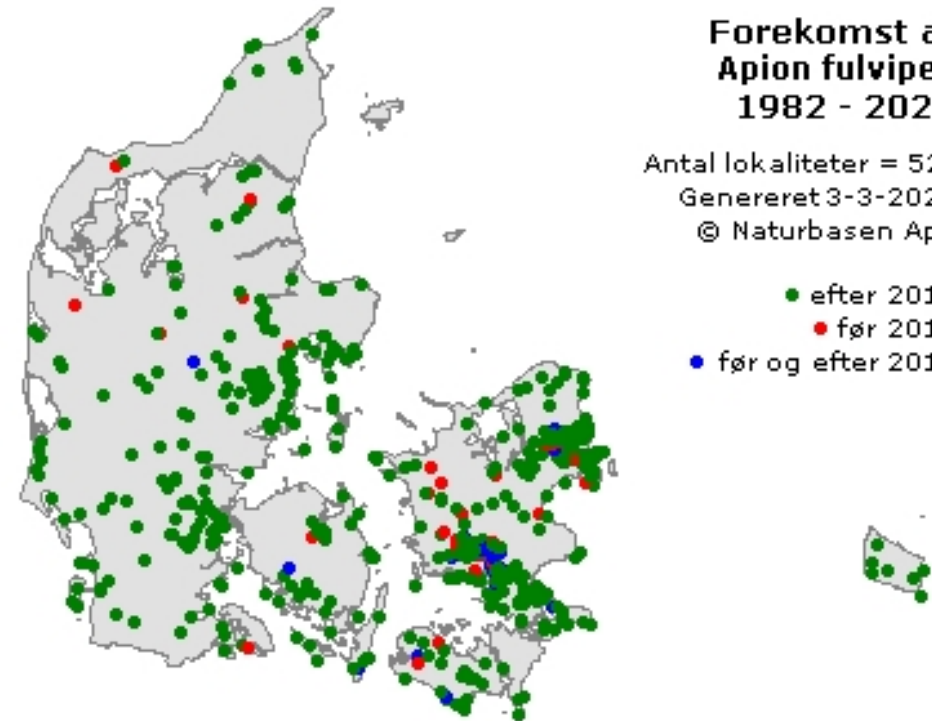 Forekomst a
Apion fulvipe
1982 - 202
Antal lokaliteter = 52
Genereret 3-3-202
© Naturbasen Ap
efter 201
før 201
før og efter 201